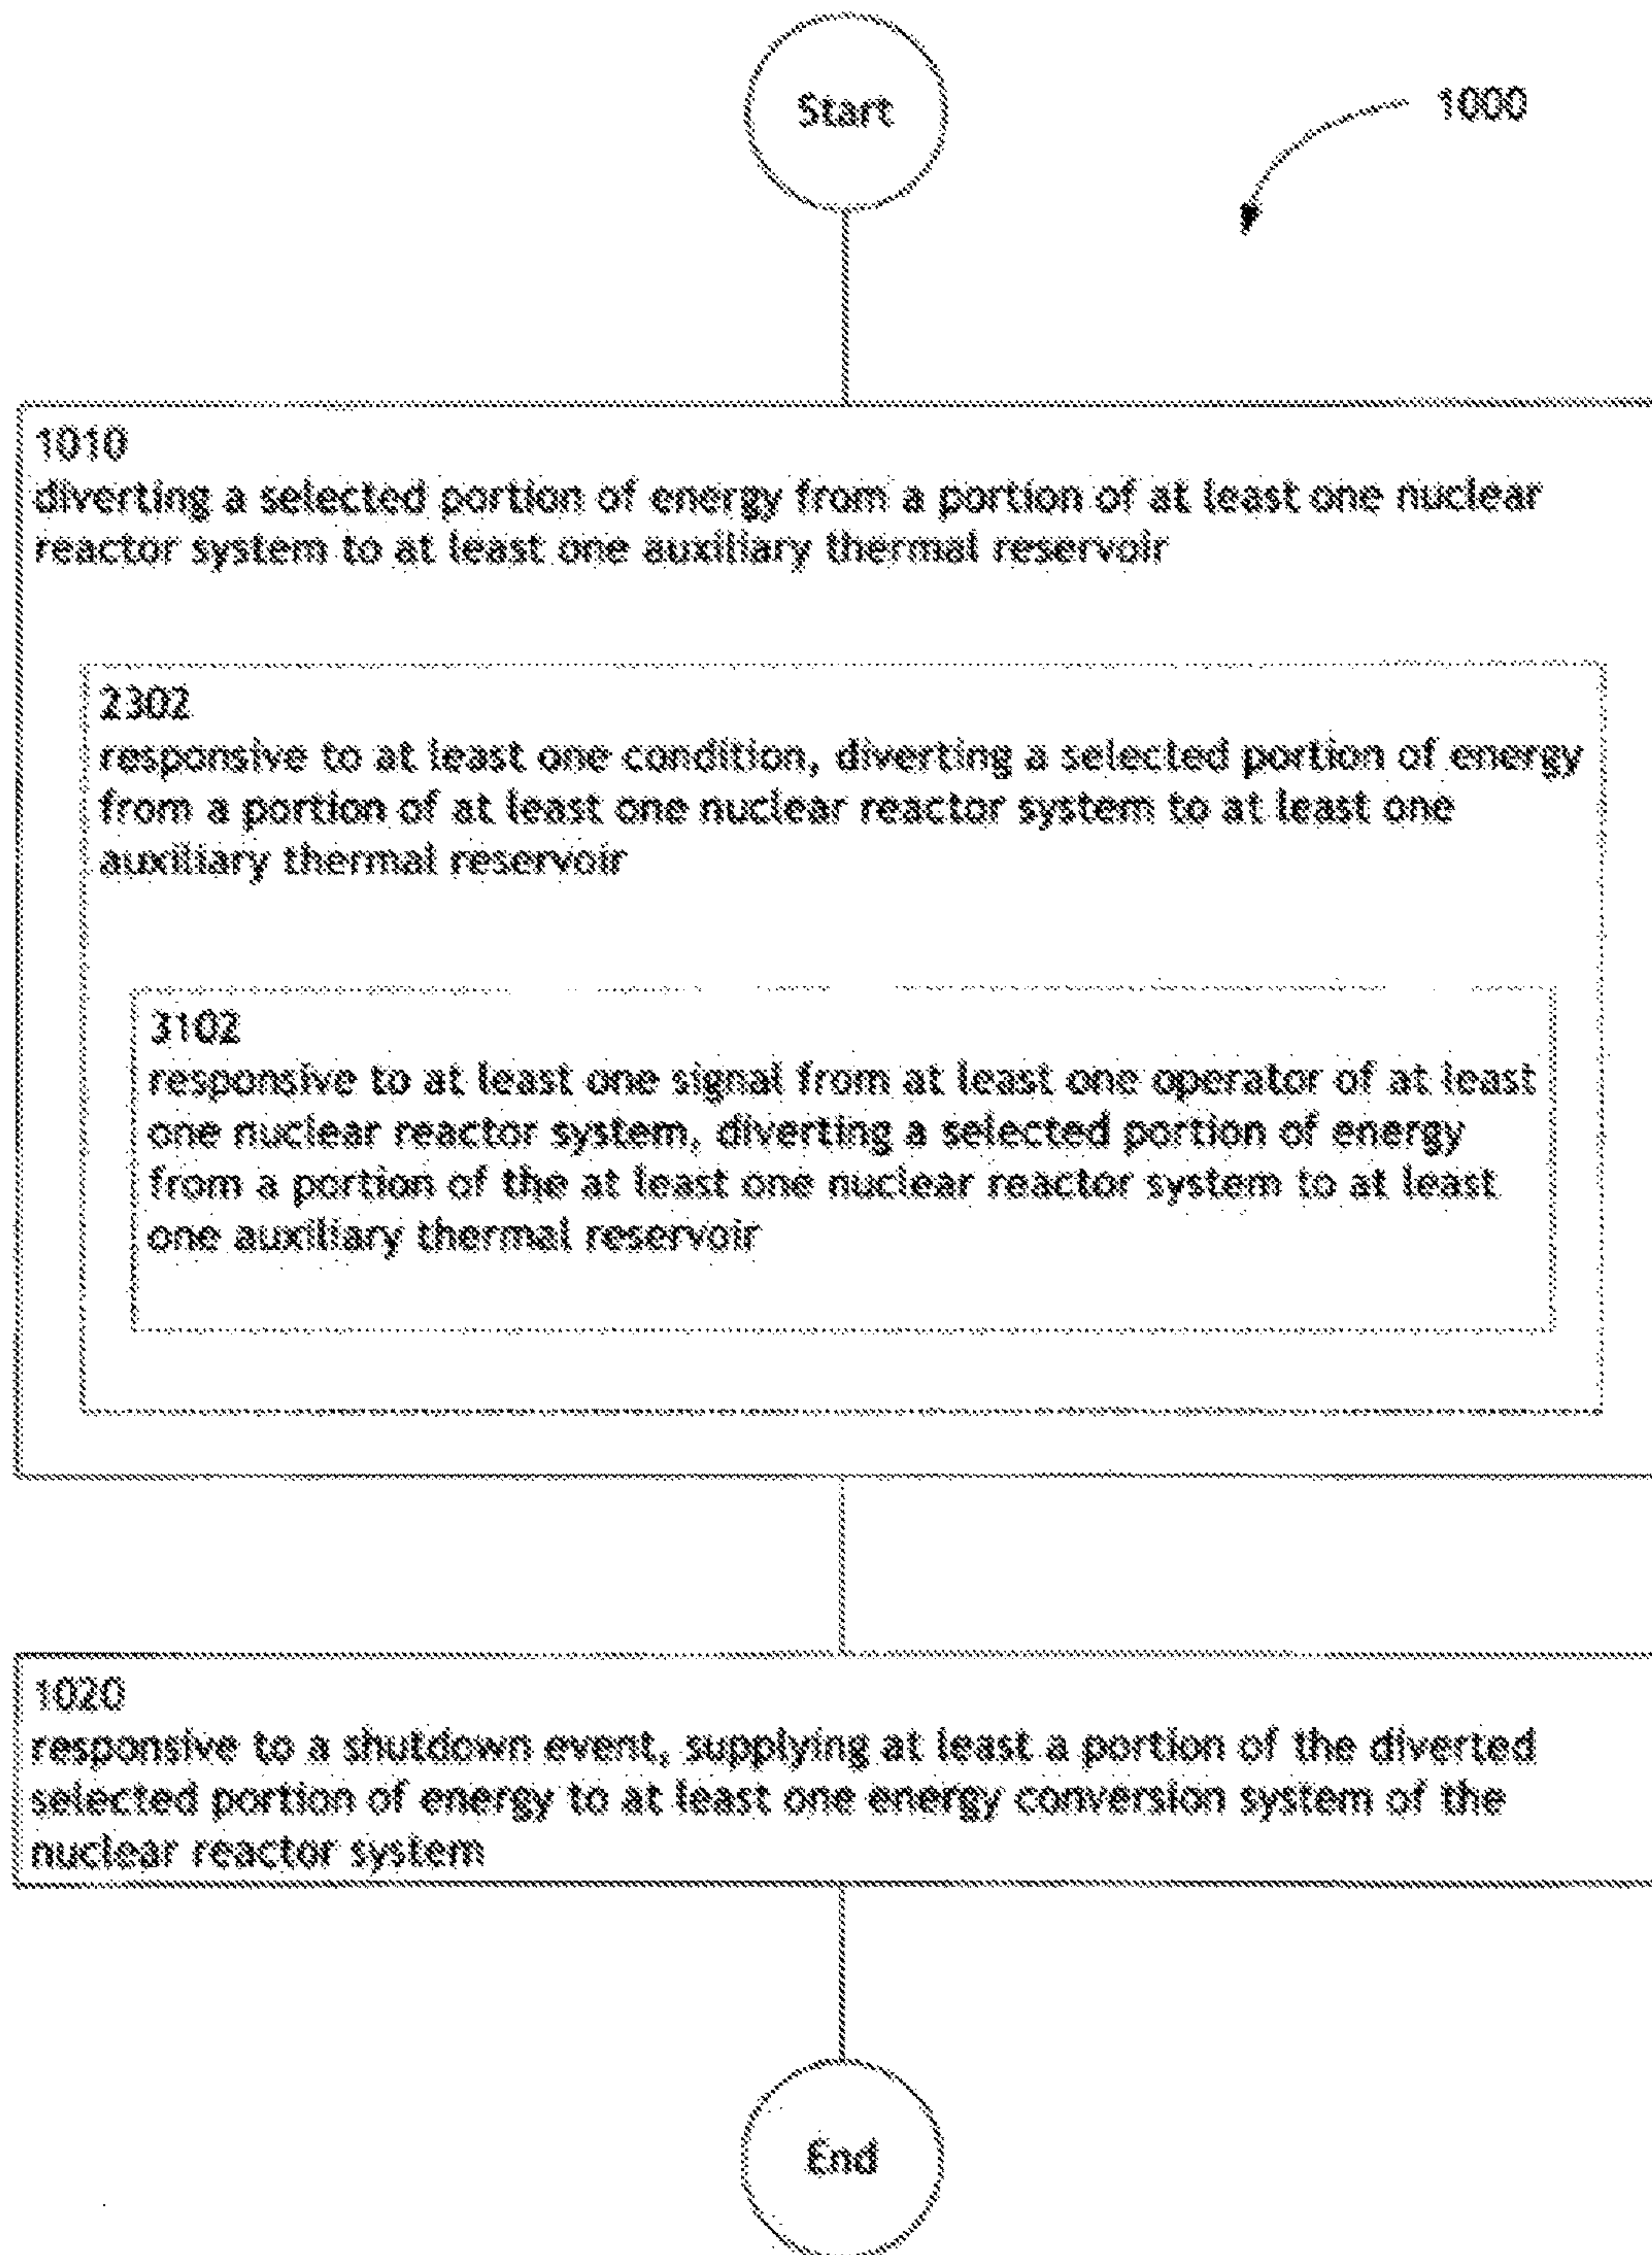 Start
1000
1010
diverting a selected portion of energy from a portion of at least one nuclear
reactor system to at least one auxiliary thermal reservoir
2302
responsive to at least one condition, diverting a selected portion of energy
from a portion of at least one nuclear reactor system to at least one
auxiliary thermal reservoir
3102
responsive to at least one signal from at least one operator of at least
one nuclear reactor system, diverting a selected portion of energy
from a portion of the at least one nuclear reactor system to at least
one auxiliary thermal reservoir
1020
responsive to a shutdown event, supplying at least a portion of the diverted
selected portion of energy to at least one energy conversion system of the
nuclear reactor system
End